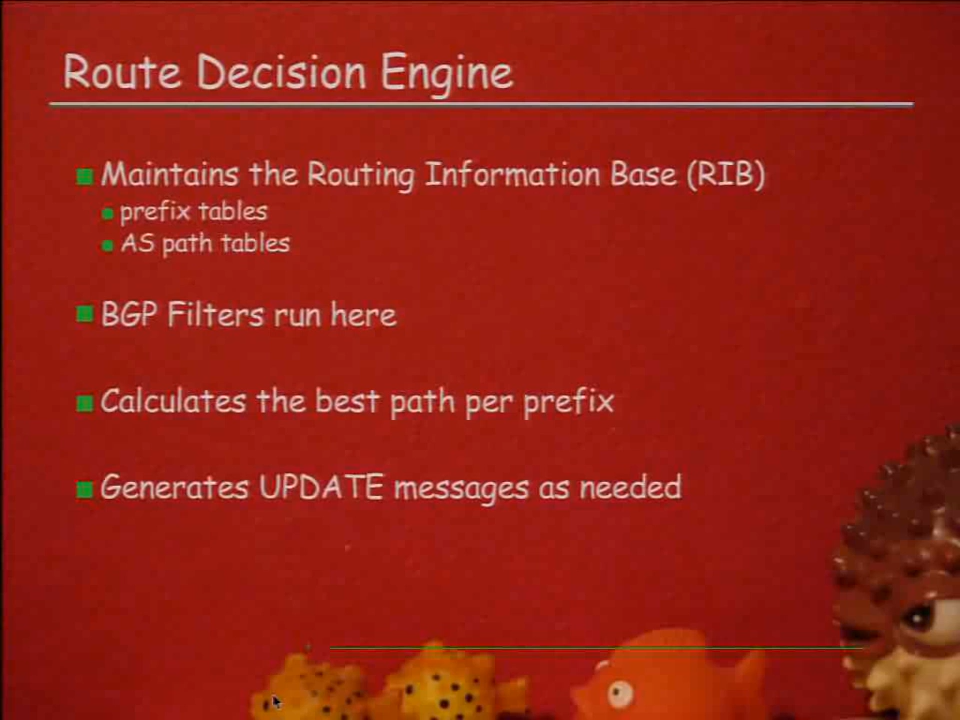 Route Decision Engine
Maintains the Routing Information Base (RIB)
prefix tables
AS path tables
BGP Filters run here
Calculates the best path per prefix
Generates UPDATE messages as needed